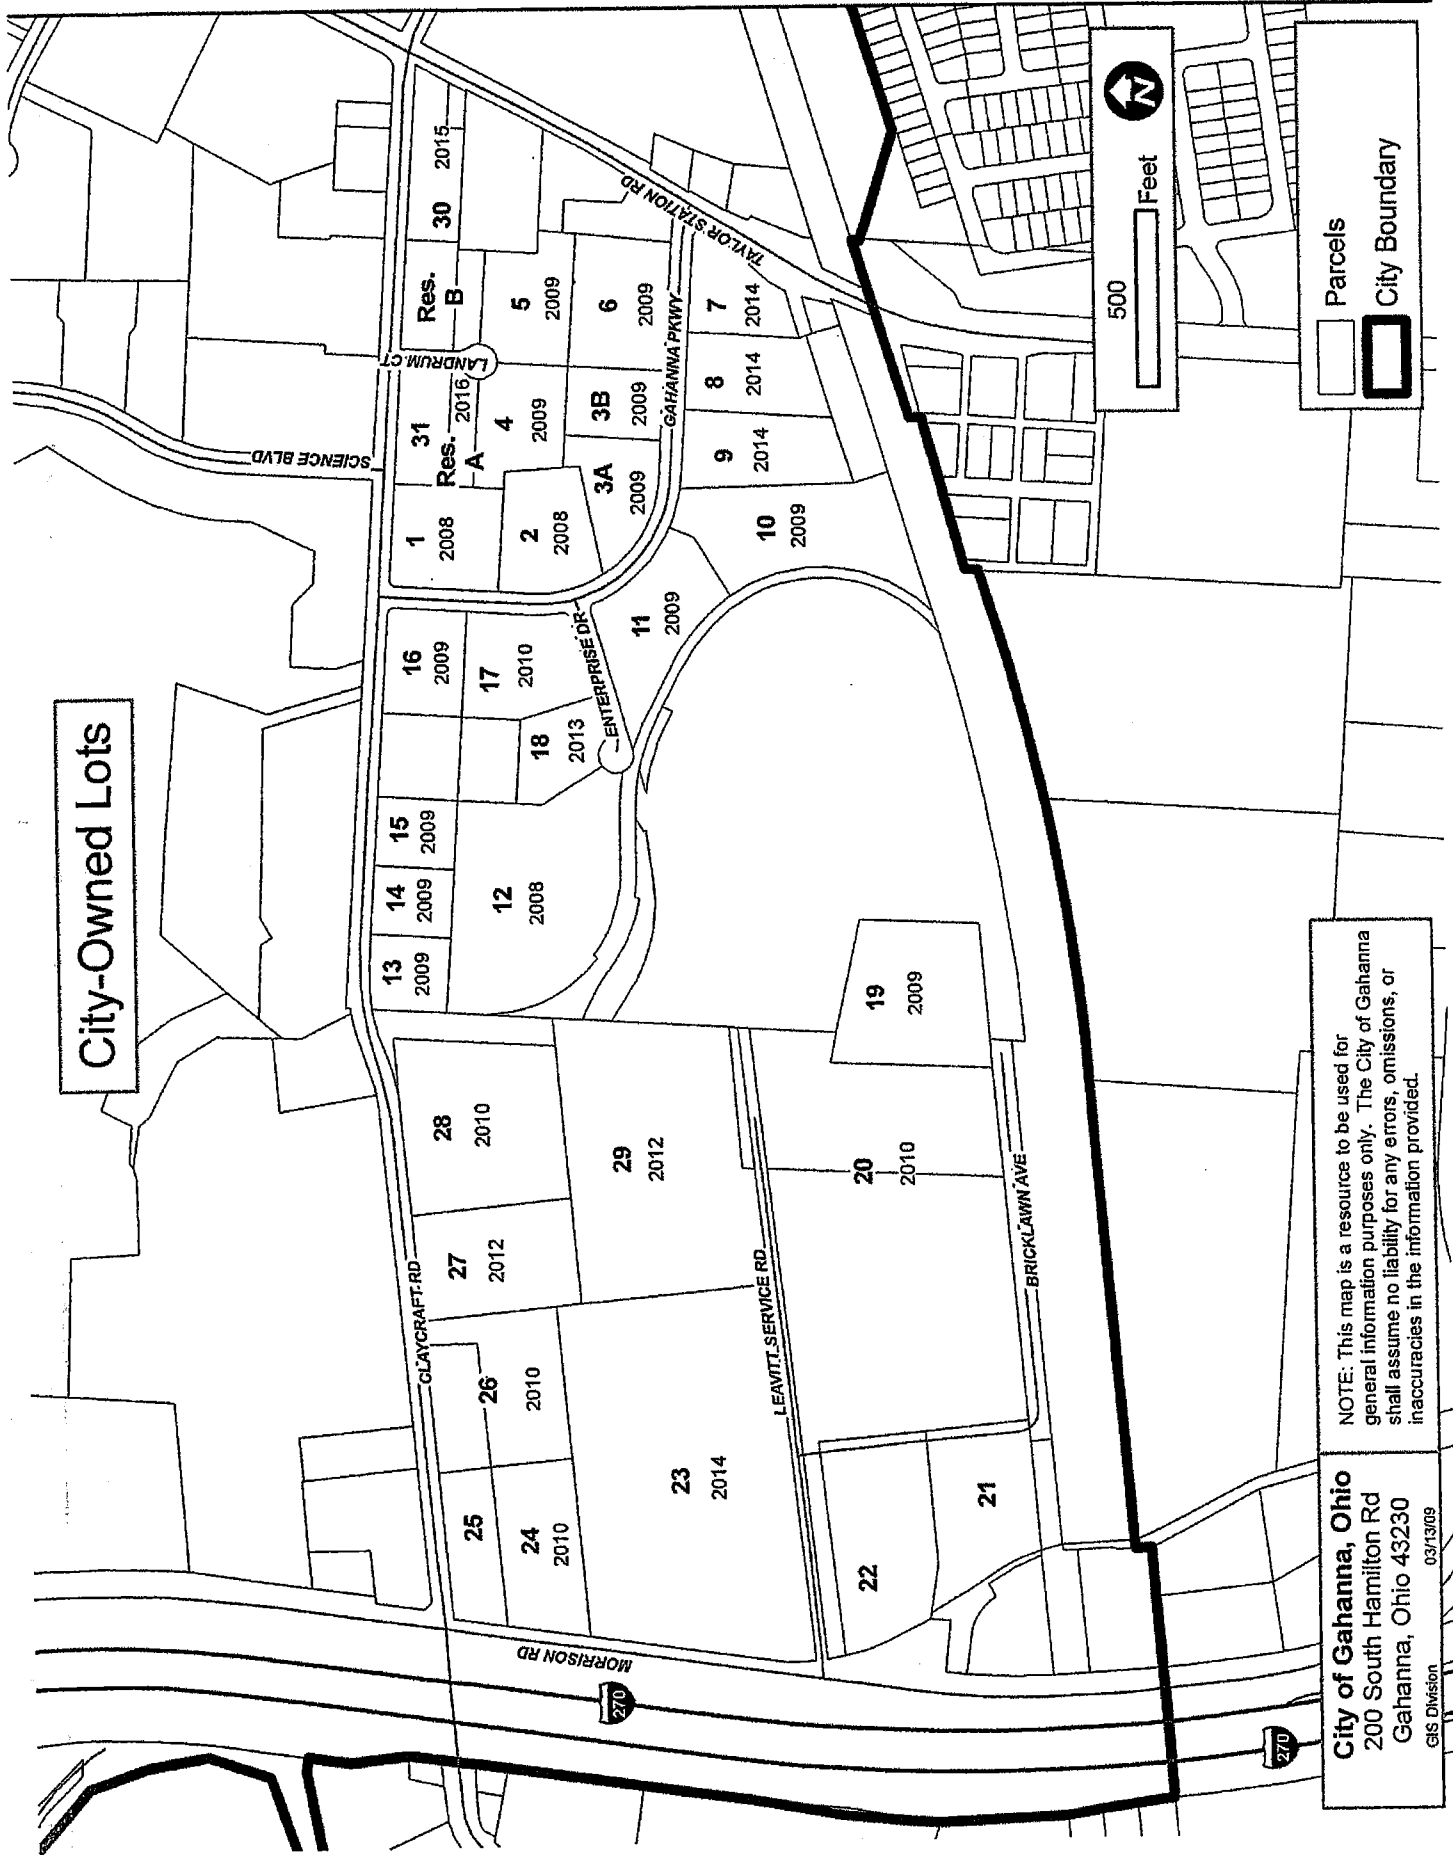 City-Owned Lots
SCIENCE BLVD
LANDRUM CT
TAYLOR STATION RD
GAHANNA PKWY
ENTERPRISE DR
CLAYCRAFT RD
LEAVITT SERVICE RD
BRICKLAWN AVE
MORRISON RD
270
270
25
24
2010
26
2010
27
2012
28
2010
13
2009
14
2009
15
2009
16
2009
1
2008
31
2016
Res.
A
Res.
B
30
2015
23
2014
29
2012
12
2008
18
2013
17
2010
2
2008
4
2009
5
2009
11
2009
3A
2009
3B
2009
6
2009
22
21
20
2010
19
2009
10
2009
9
2014
8
2014
7
2014
500
Feet
N
Parcels
City Boundary
City of Gahanna, Ohio
200 South Hamilton Rd
Gahanna, Ohio 43230
GIS Division
03/13/09
NOTE: This map is a resource to be used for
general information purposes only. The City of Gahanna
shall assume no liability for any errors, omissions, or
inaccuracies in the information provided.